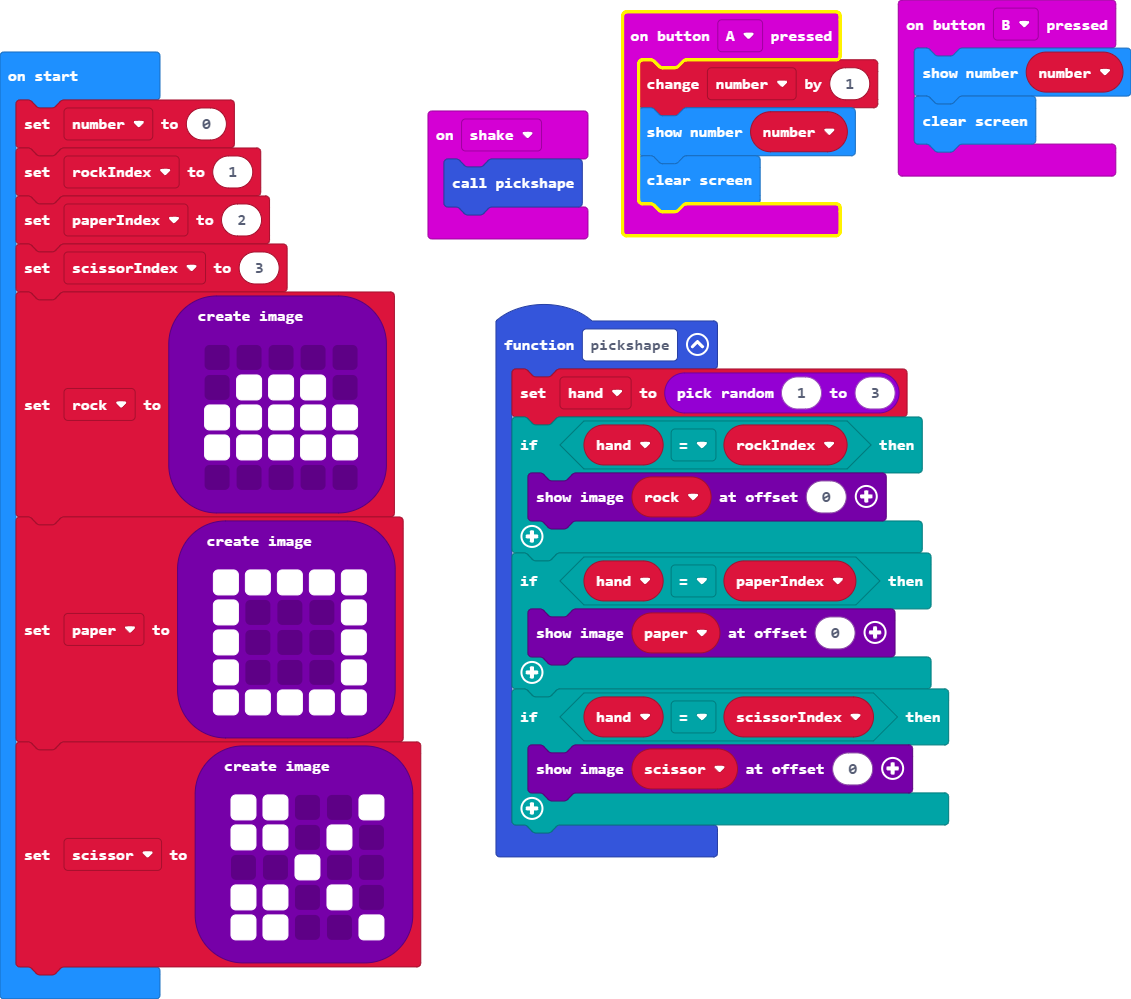 on start
set number to 0
set rockIndex to 1
set paperIndex to 2
set scissorIndex to 3
create image
set rock to
create image
set paper to
create image
set scissor to
on shake
call pickshape
on button A pressed
change number by 1
show number number
clear screen
on button B pressed
show number number
clear screen
function pickshape
set hand to pick random 1 to 3
if hand = rockIndex then
show image rock at offset 0
if hand = paperIndex then
show image paper at offset 0
if hand = scissorIndex then
show image scissor at offset 0